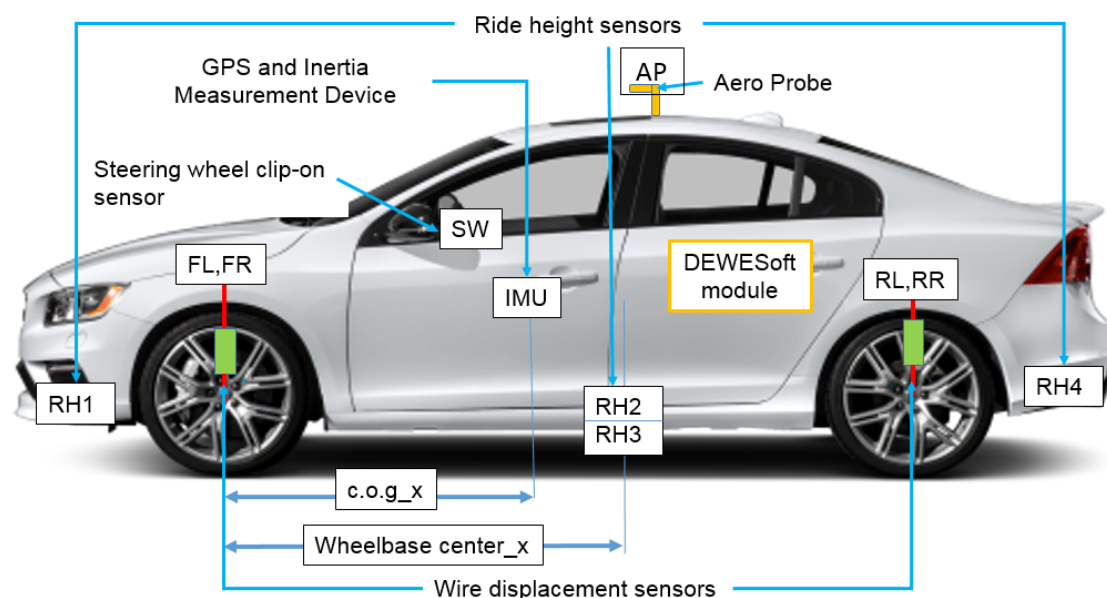 Ride height sensors
GPS and Inertia
Measurement Device
AP
Aero Probe
Steering wheel clip-on
sensor
SW
FL,FR
IMU
DEWESoft
module
RL,RR
RH1
RH2
RH3
RH4
c.o.g_x
Wheelbase center_x
Wire displacement sensors